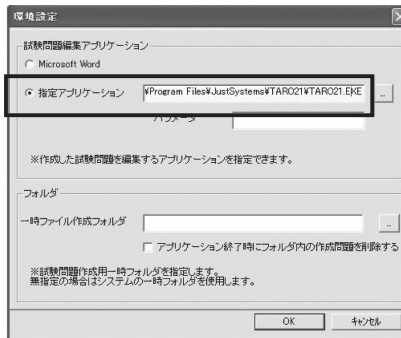 環境設定
試験問題編集アプリケーション
Microsoft Word
指定アプリケーション ¥Program Files¥JustSystems¥TARO21¥TARO21.EXE ...
パラメータ
※作成した試験問題を編集するアプリケーションを指定できます。
フォルダ
一時ファイル作成フォルダ ...
アプリケーション終了時にフォルダ内の作成問題を削除する
※試験問題作成用一時フォルダを指定します。
無指定の場合はシステムの一時フォルダを使用します。
OK キャンセル